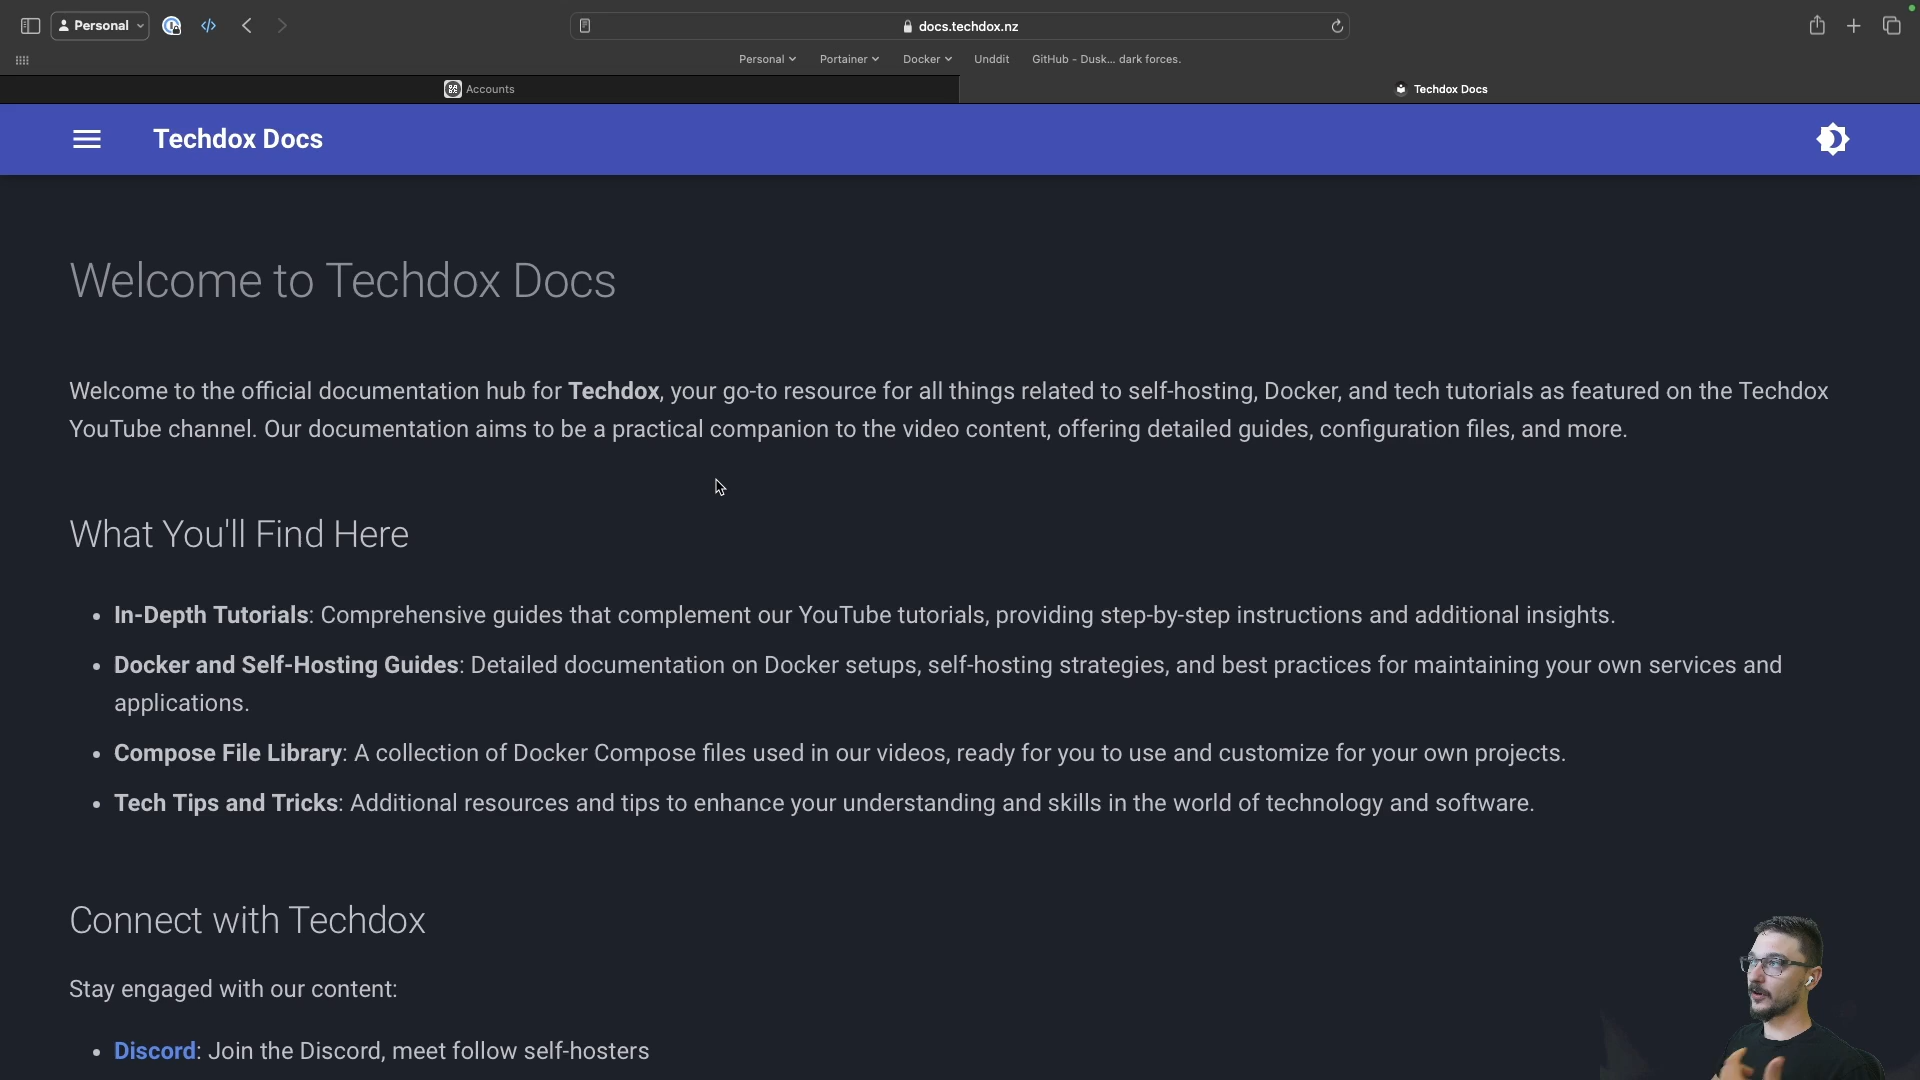 Personal
docs.techdox.nz
Personal
Portainer
Docker
Unddit
GitHub - Dusk... dark forces.
Accounts
Techdox Docs
Techdox Docs
Welcome to Techdox Docs
Welcome to the official documentation hub for Techdox, your go-to resource for all things related to self-hosting, Docker, and tech tutorials as featured on the Techdox
YouTube channel. Our documentation aims to be a practical companion to the video content, offering detailed guides, configuration files, and more.
What You'll Find Here
• In-Depth Tutorials: Comprehensive guides that complement our YouTube tutorials, providing step-by-step instructions and additional insights.
• Docker and Self-Hosting Guides: Detailed documentation on Docker setups, self-hosting strategies, and best practices for maintaining your own services and
applications.
• Compose File Library: A collection of Docker Compose files used in our videos, ready for you to use and customize for your own projects.
• Tech Tips and Tricks: Additional resources and tips to enhance your understanding and skills in the world of technology and software.
Connect with Techdox
Stay engaged with our content:
• Discord: Join the Discord, meet follow self-hosters